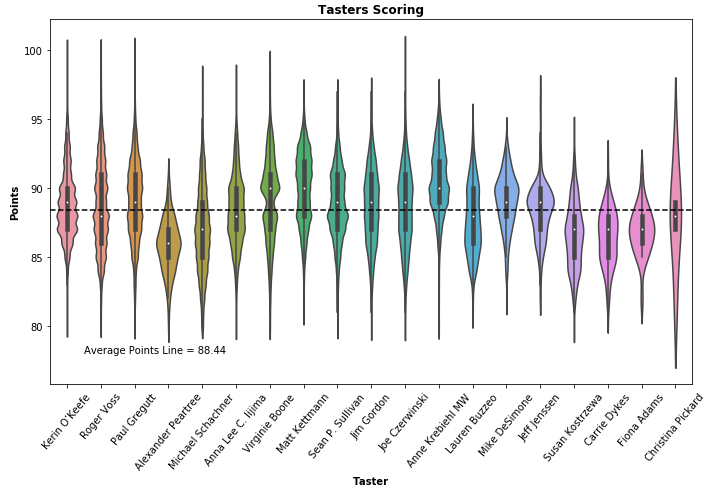 Tasters Scoring
Points
100
95
90
85
80
Average Points Line = 88.44
Kerin O'Keefe
Roger Voss
Paul Gregutt
Alexander Peartree
Michael Schachner
Anna Lee C. Iijima
Virginie Boone
Matt Kettmann
Sean P. Sullivan
Jim Gordon
Joe Czerwinski
Anne Krebiehl MW
Lauren Buzzeo
Mike DeSimone
Jeff Jenssen
Susan Kostrzewa
Carrie Dykes
Fiona Adams
Christina Pickard
Taster